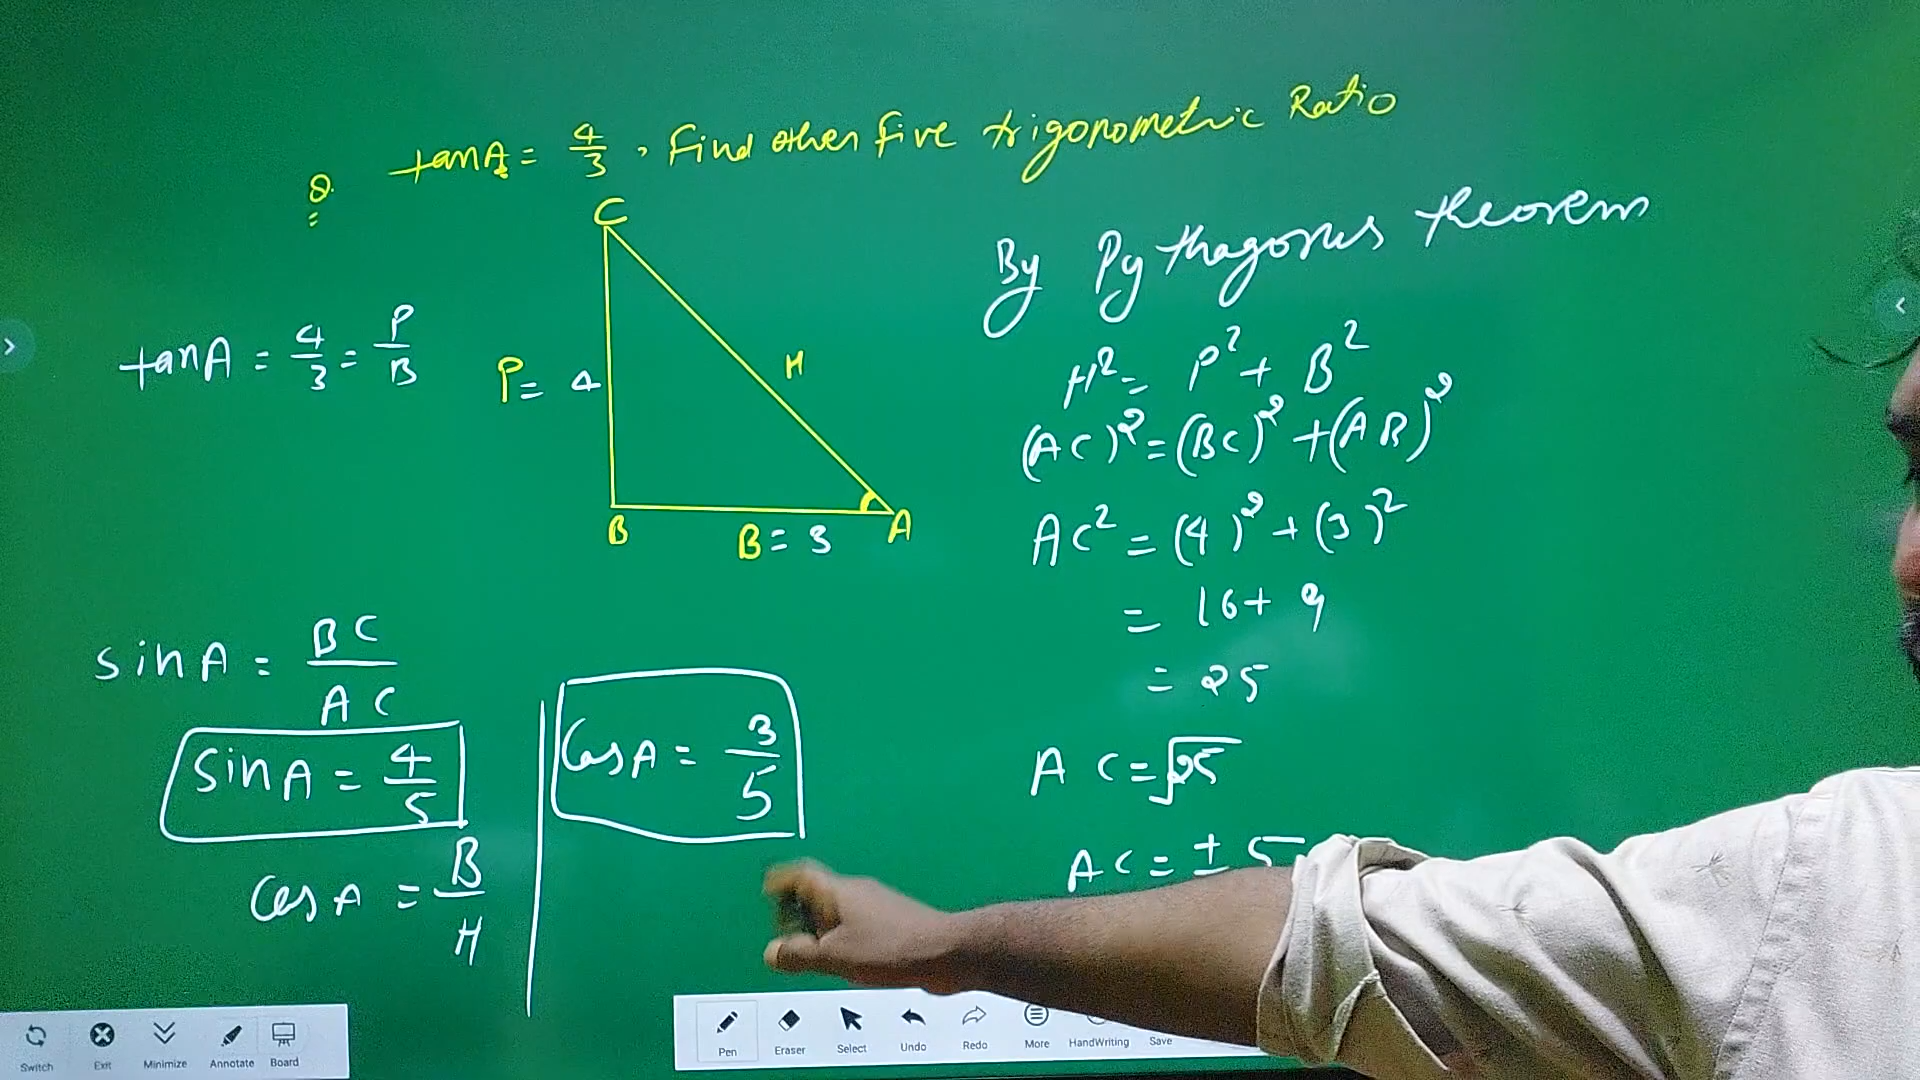 Q. tanA = 4/3, Find other five trigonometric Ratio
C
tanA = 4/3 = P/B
P = 4
H
B
B = 3
A
By Pythagorus theorem
H² = P² + B²
(AC)² = (BC)² + (AB)²
AC² = (4)² + (3)²
= 16 + 9
= 25
AC = √25
AC = ± 5
sinA = BC/AC
sinA = 4/5
CosA = B/H
CosA = 3/5
Switch Exit Minimize Annotate Board
Pen Eraser Select Undo Redo More HandWriting Save